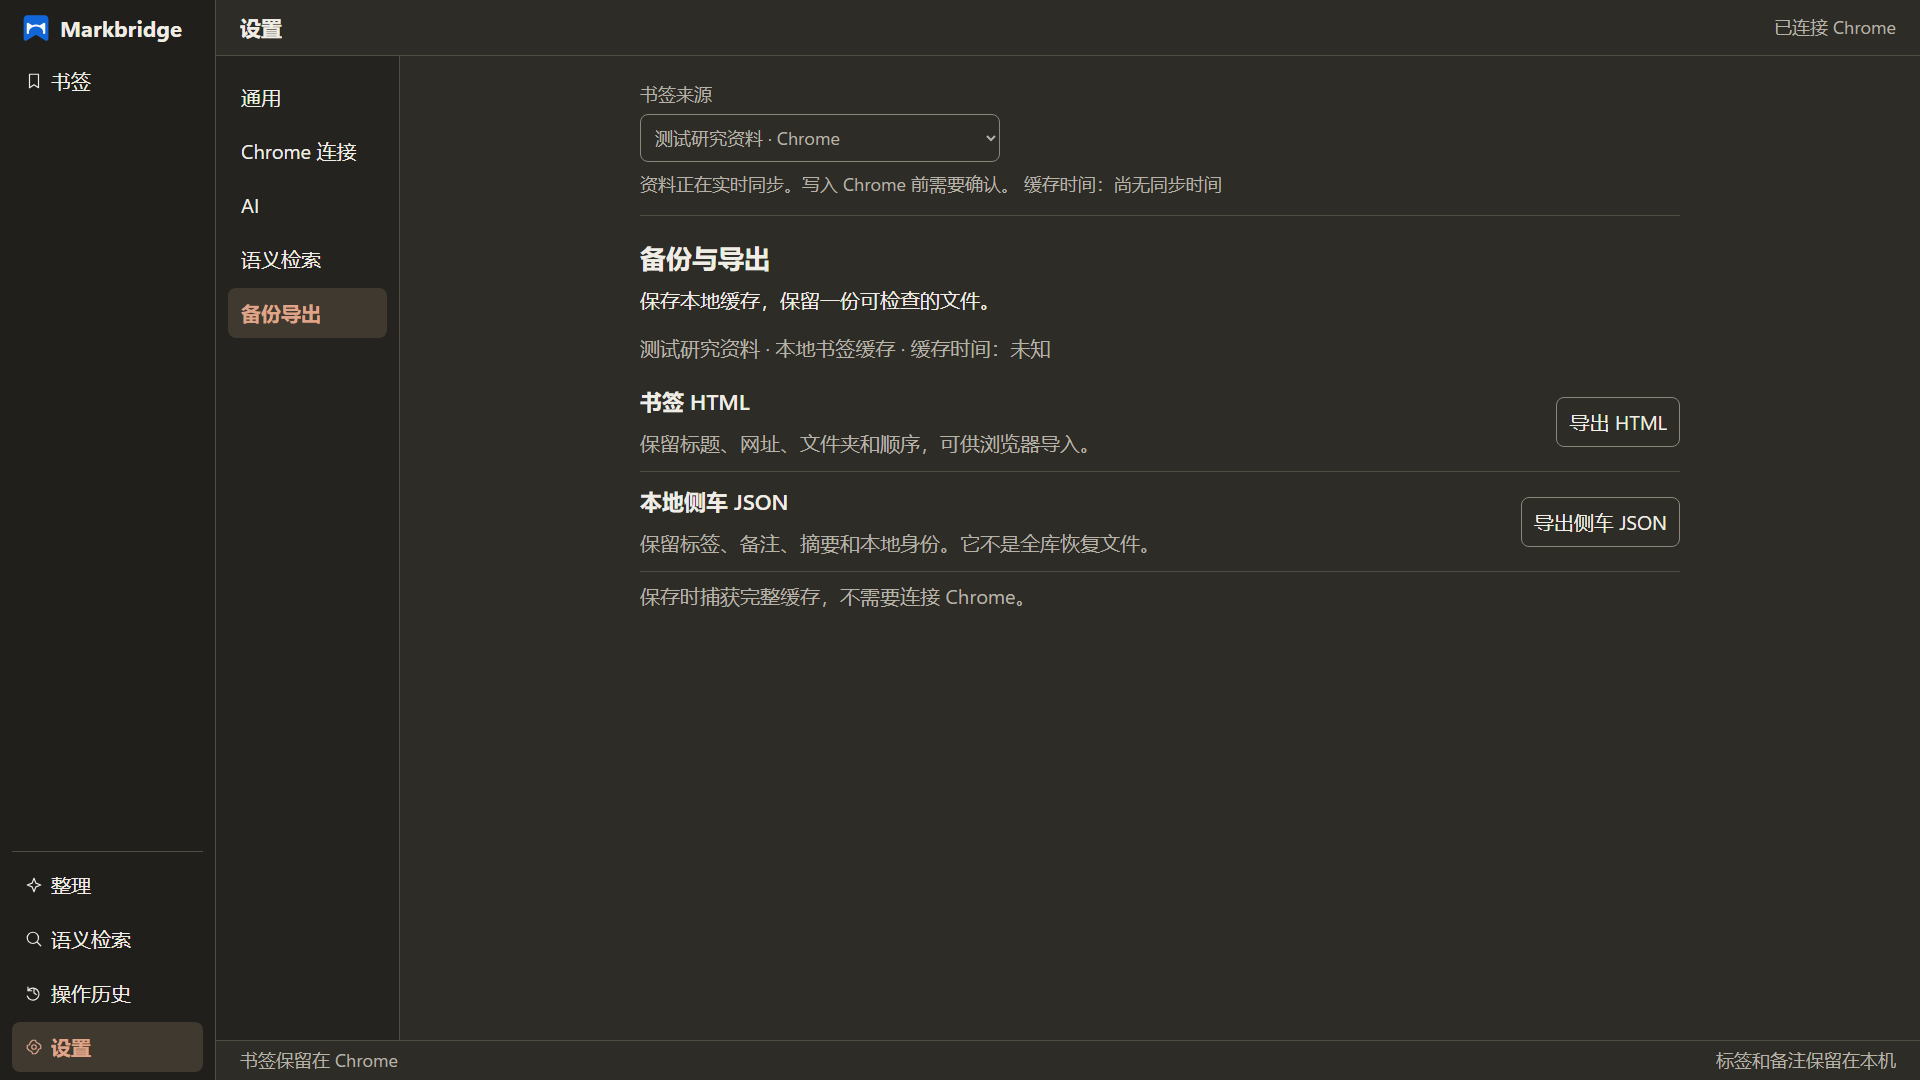 Markbridge
书签
整理
语义检索
操作历史
设置
设置
已连接 Chrome
通用
Chrome 连接
AI
语义检索
备份导出
书签来源
测试研究资料 · Chrome
资料正在实时同步。写入 Chrome 前需要确认。 缓存时间：尚无同步时间
备份与导出
保存本地缓存，保留一份可检查的文件。
测试研究资料 · 本地书签缓存 · 缓存时间：未知
书签 HTML
保留标题、网址、文件夹和顺序，可供浏览器导入。
导出 HTML
本地侧车 JSON
保留标签、备注、摘要和本地身份。它不是全库恢复文件。
导出侧车 JSON
保存时捕获完整缓存，不需要连接 Chrome。
书签保留在 Chrome
标签和备注保留在本机